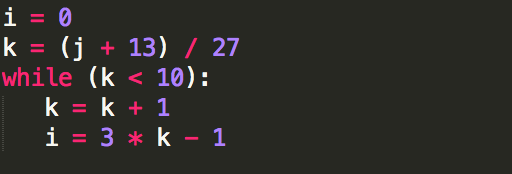 i = 0
k = (j + 13) / 27
while (k < 10):
   k = k + 1
   i = 3 * k - 1